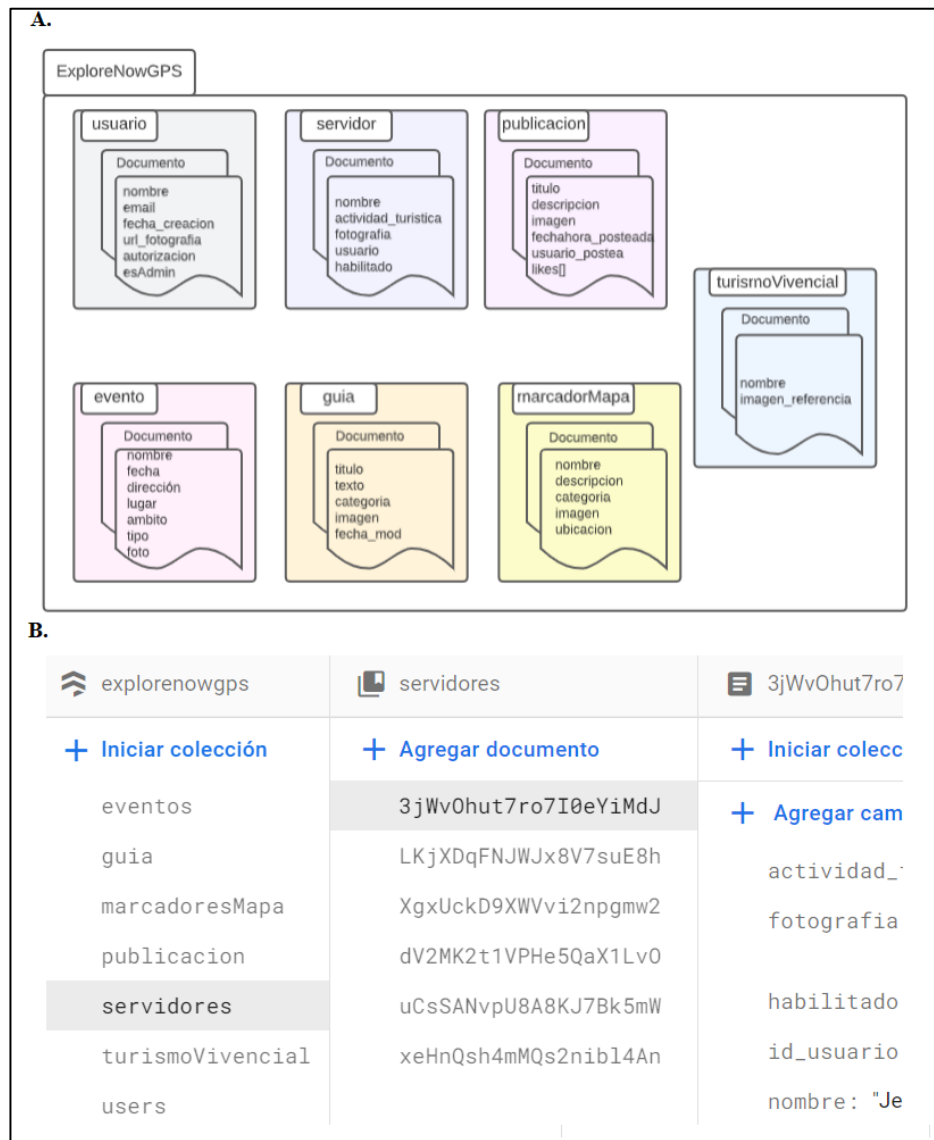 A.
ExploreNowGPS
usuario
Documento
nombre
email
fecha_creacion
url_fotografia
autorizacion
esAdmin
servidor
Documento
nombre
actividad_turistica
fotografia
usuario
habilitado
publicacion
Documento
titulo
descripcion
imagen
fechahora_posteada
usuario_postea
likes[]
turismoVivencial
Documento
nombre
imagen_referencia
evento
Documento
nombre
fecha
dirección
lugar
ambito
tipo
foto
guia
Documento
titulo
texto
categoria
imagen
fecha_mod
marcadorMapa
Documento
nombre
descripcion
categoria
imagen
ubicacion
B.
explorenowgps
+ Iniciar colección
eventos
guia
marcadoresMapa
publicacion
servidores
turismoVivencial
users
servidores
+ Agregar documento
3jWvOhut7ro7I0eYiMdJ
LKjXDqFNJWJx8V7suE8h
XgxUckD9XWVvi2npgmw2
dV2MK2t1VPHe5QaX1LvO
uCsSANvpU8A8KJ7Bk5mW
xeHnQsh4mMQs2nibl4An
3jWvOhut7ro7
+ Iniciar colecc
+ Agregar cam
actividad_
fotografia
habilitado
id_usuario
nombre: "Je